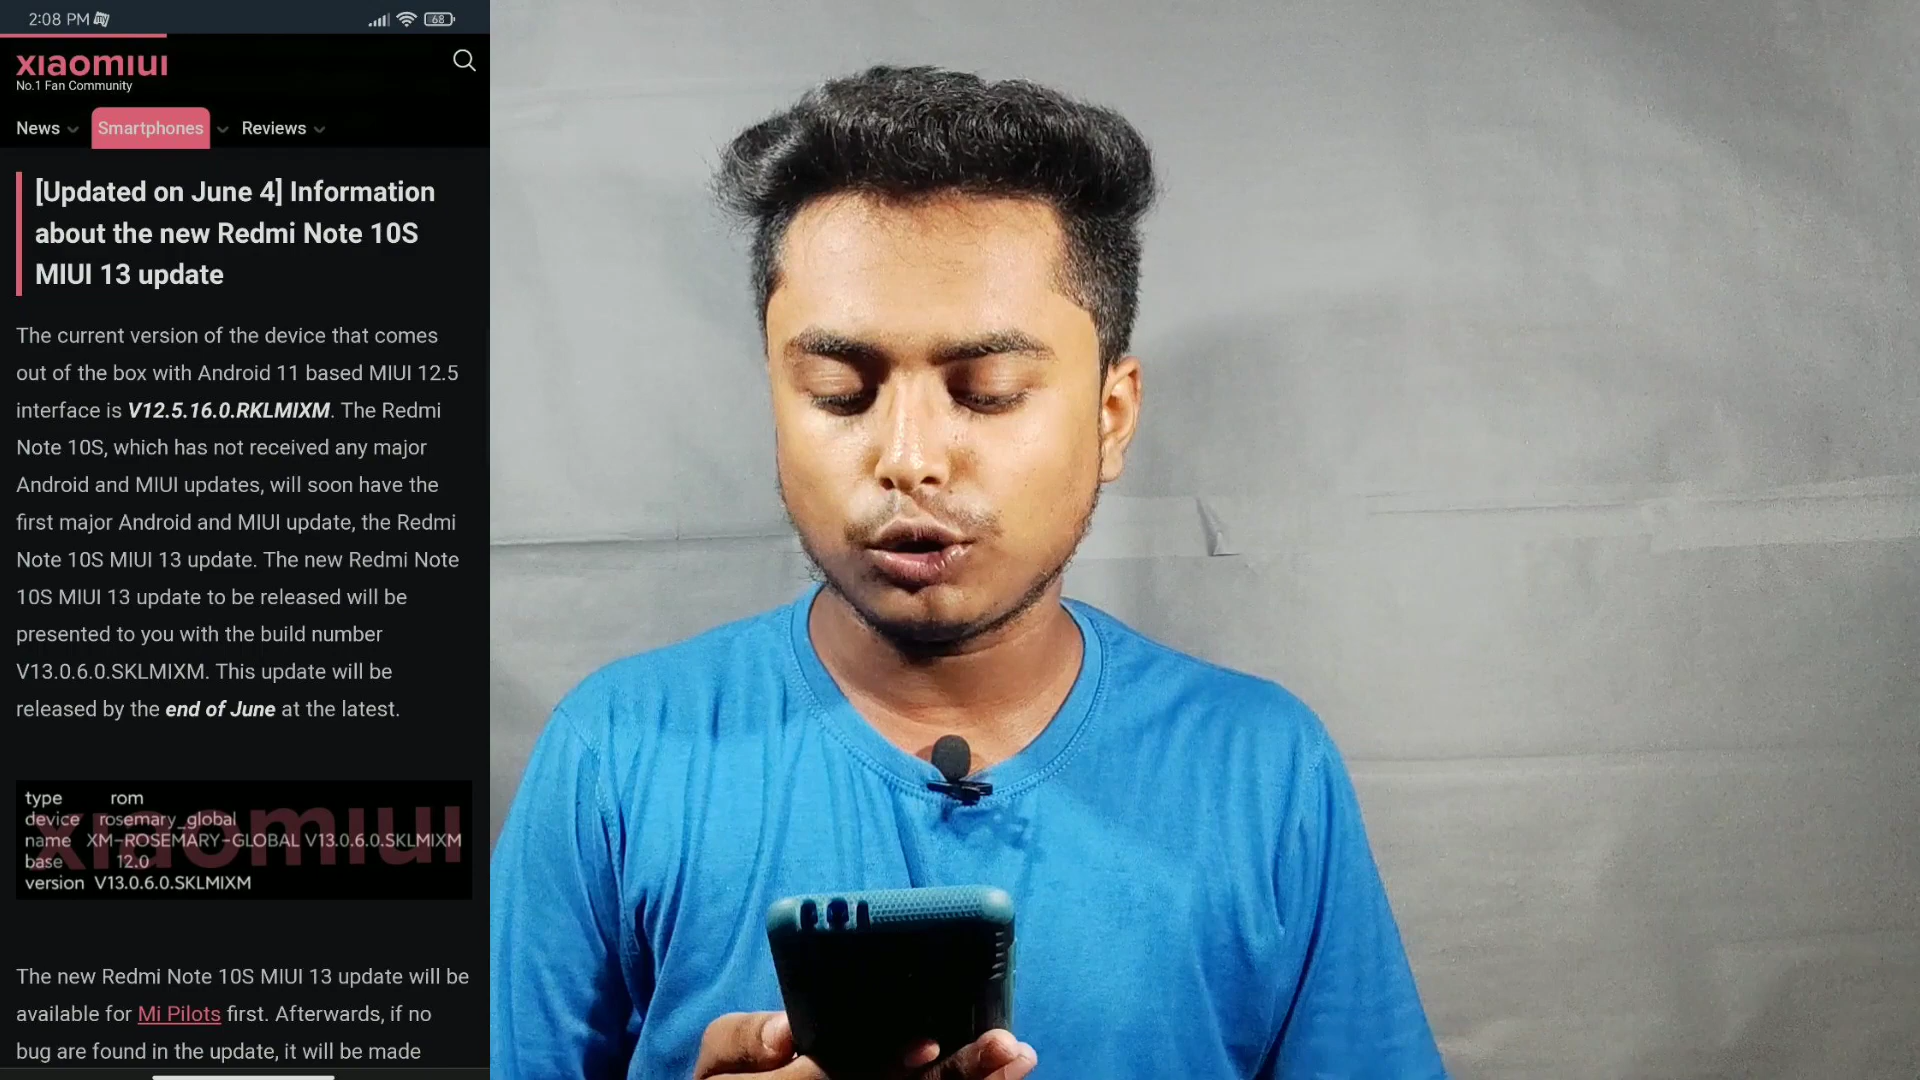 2:08 PM
68
xiaomiui
No.1 Fan Community
News Smartphones Reviews
[Updated on June 4] Information
about the new Redmi Note 10S
MIUI 13 update
The current version of the device that comes
out of the box with Android 11 based MIUI 12.5
interface is V12.5.16.0.RKLMIXM. The Redmi
Note 10S, which has not received any major
Android and MIUI updates, will soon have the
first major Android and MIUI update, the Redmi
Note 10S MIUI 13 update. The new Redmi Note
10S MIUI 13 update to be released will be
presented to you with the build number
V13.0.6.0.SKLMIXM. This update will be
released by the end of June at the latest.
xiaomiui
type rom
device rosemary_global
name XM-ROSEMARY-GLOBAL V13.0.6.0.SKLMIXM
base 12.0
version V13.0.6.0.SKLMIXM
The new Redmi Note 10S MIUI 13 update will be
available for Mi Pilots first. Afterwards, if no
bug are found in the update, it will be made